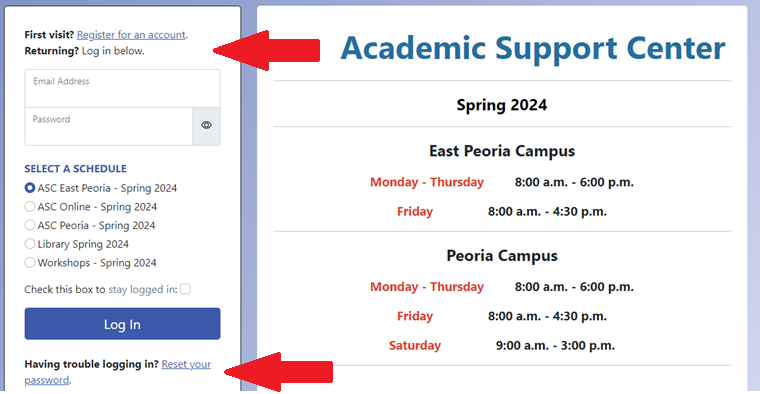 First visit? Register for an account.
Returning? Log in below.
Email Address
Password
SELECT A SCHEDULE
ASC East Peoria - Spring 2024
ASC Online - Spring 2024
ASC Peoria - Spring 2024
Library Spring 2024
Workshops - Spring 2024
Check this box to stay logged in:
Log In
Having trouble logging in? Reset your
password.
Academic Support Center
Spring 2024
East Peoria Campus
Monday - Thursday 8:00 a.m. - 6:00 p.m.
Friday 8:00 a.m. - 4:30 p.m.
Peoria Campus
Monday - Thursday 8:00 a.m. - 6:00 p.m.
Friday 8:00 a.m. - 4:30 p.m.
Saturday 9:00 a.m. - 3:00 p.m.